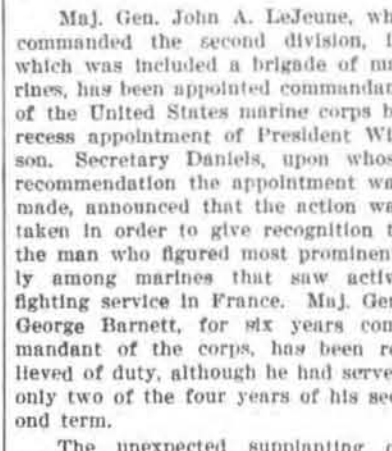 Maj. Gen. John A. LeJeune, wh
commanded the second division, i
which was included a brigade of ma
rines, has been appointed commandan
of the United States marine corps b
recess appointment of President Wil
son. Secretary Daniels, upon whos
recommendation the appointment wa
made, announced that the action wa
taken in order to give recognition t
the man who figured most prominent
ly among marines that saw activ
fighting service in France. Maj. Gen
George Barnett, for six years com
mandant of the corps, has been re
lieved of duty, although he had serve
only two of the four years of his sec
ond term.
The unexpected supplanting o